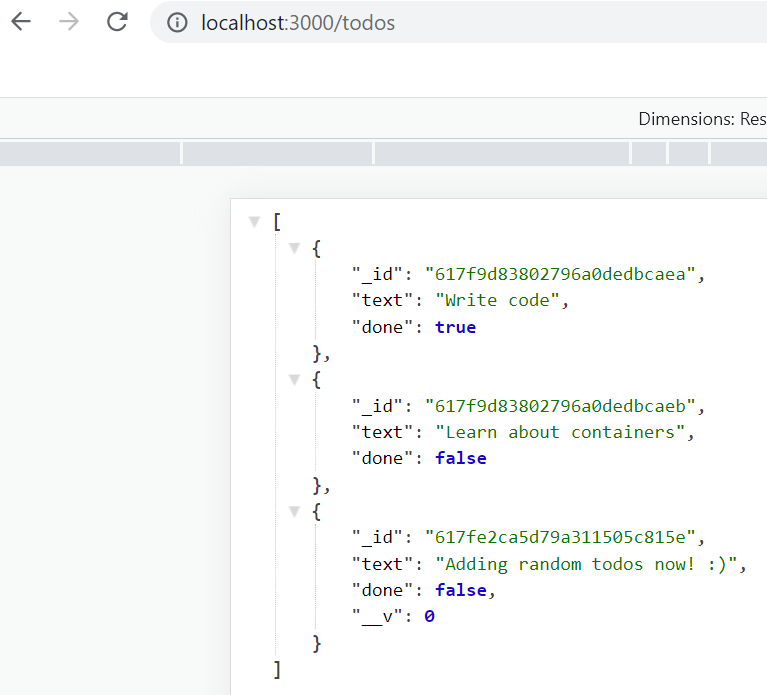 localhost:3000/todos
Dimensions: Res
[
{
"_id": "617f9d83802796a0dedbcaea",
"text": "Write code",
"done": true
},
{
"_id": "617f9d83802796a0dedbcaeb",
"text": "Learn about containers",
"done": false
},
{
"_id": "617fe2ca5d79a311505c815e",
"text": "Adding random todos now! :)",
"done": false,
"__v": 0
}
]